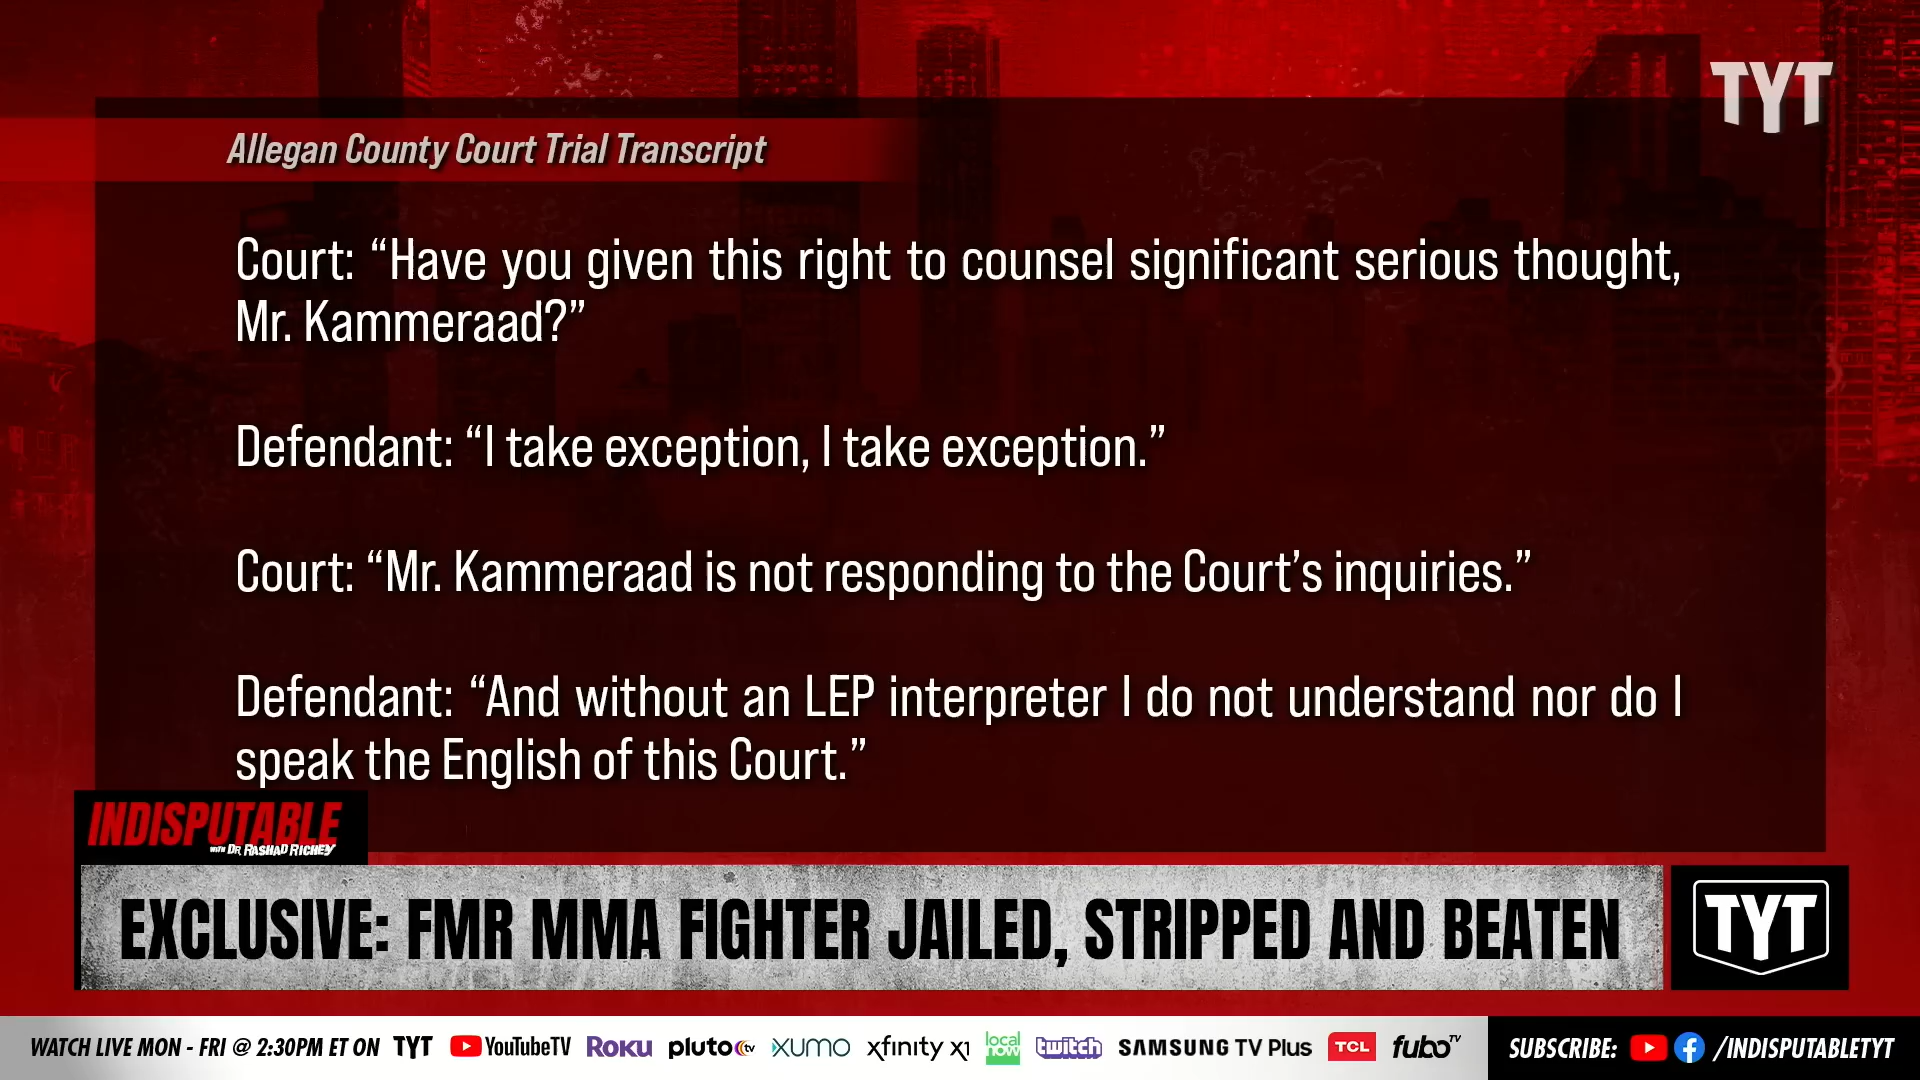 TYT
Allegan County Court Trial Transcript
Court: “Have you given this right to counsel significant serious thought,
Mr. Kammeraad?”
Defendant: “I take exception, I take exception.”
Court: “Mr. Kammeraad is not responding to the Court’s inquiries.”
Defendant: “And without an LEP interpreter I do not understand nor do I
speak the English of this Court.”
INDISPUTABLE
WITH DR RASHAD RICHEY
EXCLUSIVE: FMR MMA FIGHTER JAILED, STRIPPED AND BEATEN
TYT
WATCH LIVE MON - FRI @ 2:30PM ET ON TYT YouTubeTV ROKU pluto tv XUMO xfinity x1 local now twitch SAMSUNG TV Plus TCL fubo TV SUBSCRIBE: /INDISPUTABLETYT